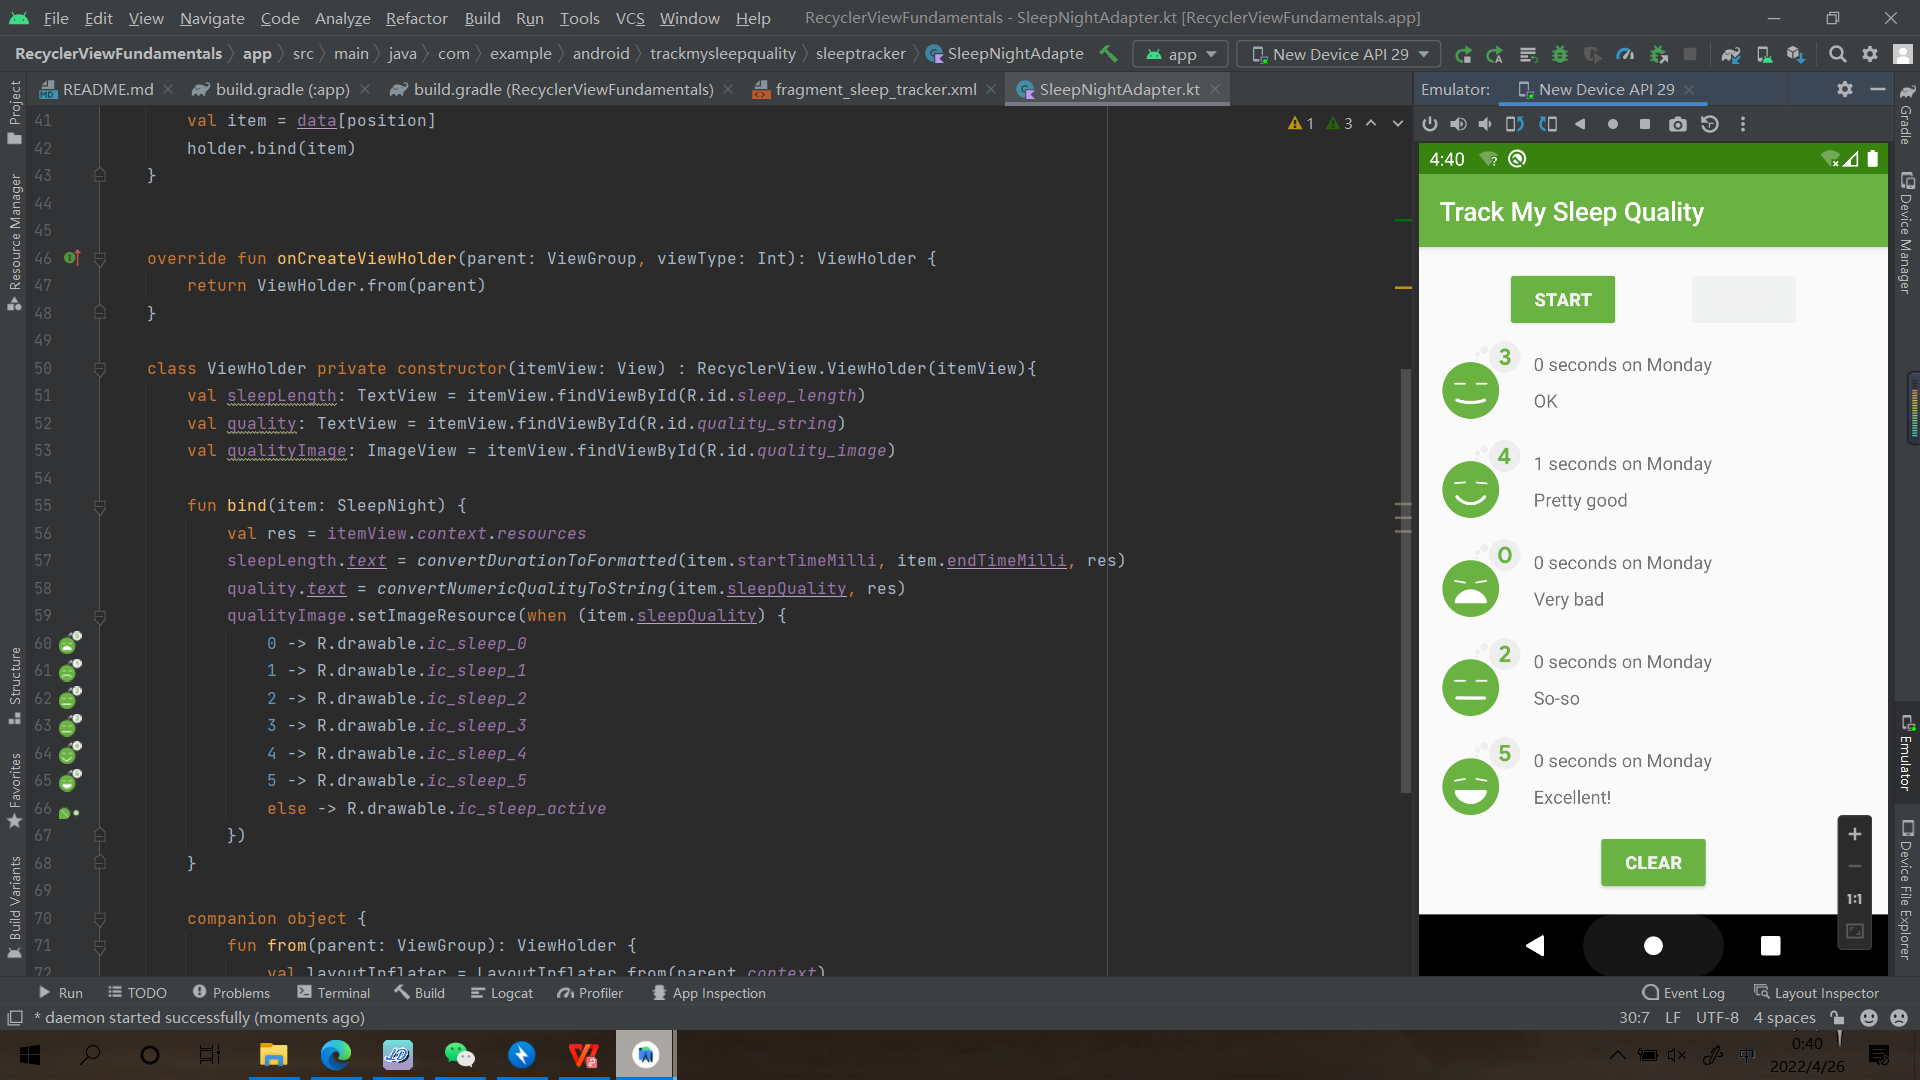 File Edit View Navigate Code Analyze Refactor Build Run Tools VCS Window Help RecyclerViewFundamentals - SleepNightAdapter.kt [RecyclerViewFundamentals.app]
RecyclerViewFundamentals app src main java com example android trackmysleepquality sleeptracker SleepNightAdapte app New Device API 29
README.md build.gradle (:app) build.gradle (RecyclerViewFundamentals) fragment_sleep_tracker.xml SleepNightAdapter.kt Emulator: New Device API 29
Project
Resource Manager
Structure
Favorites
Build Variants
1 3
41 val item = data[position]
42 holder.bind(item)
43 }
44
45
46 override fun onCreateViewHolder(parent: ViewGroup, viewType: Int): ViewHolder {
47 return ViewHolder.from(parent)
48 }
49
50 class ViewHolder private constructor(itemView: View) : RecyclerView.ViewHolder(itemView){
51 val sleepLength: TextView = itemView.findViewById(R.id.sleep_length)
52 val quality: TextView = itemView.findViewById(R.id.quality_string)
53 val qualityImage: ImageView = itemView.findViewById(R.id.quality_image)
54
55 fun bind(item: SleepNight) {
56 val res = itemView.context.resources
57 sleepLength.text = convertDurationToFormatted(item.startTimeMilli, item.endTimeMilli, res)
58 quality.text = convertNumericQualityToString(item.sleepQuality, res)
59 qualityImage.setImageResource(when (item.sleepQuality) {
60 0 -> R.drawable.ic_sleep_0
61 1 -> R.drawable.ic_sleep_1
62 2 -> R.drawable.ic_sleep_2
63 3 -> R.drawable.ic_sleep_3
64 4 -> R.drawable.ic_sleep_4
65 5 -> R.drawable.ic_sleep_5
66 else -> R.drawable.ic_sleep_active
67 })
68 }
69
70 companion object {
71 fun from(parent: ViewGroup): ViewHolder {
72 val layoutInflater = LayoutInflater.from(parent.context)
4:40
Track My Sleep Quality
START
3 0 seconds on Monday
OK
4 1 seconds on Monday
Pretty good
0 0 seconds on Monday
Very bad
2 0 seconds on Monday
So-so
5 0 seconds on Monday
Excellent!
CLEAR
1:1
Gradle
Device Manager
Emulator
Device File Explorer
Run TODO Problems Terminal Build Logcat Profiler App Inspection Event Log Layout Inspector
* daemon started successfully (moments ago) 30:7 LF UTF-8 4 spaces
中 0:40
2022/4/26